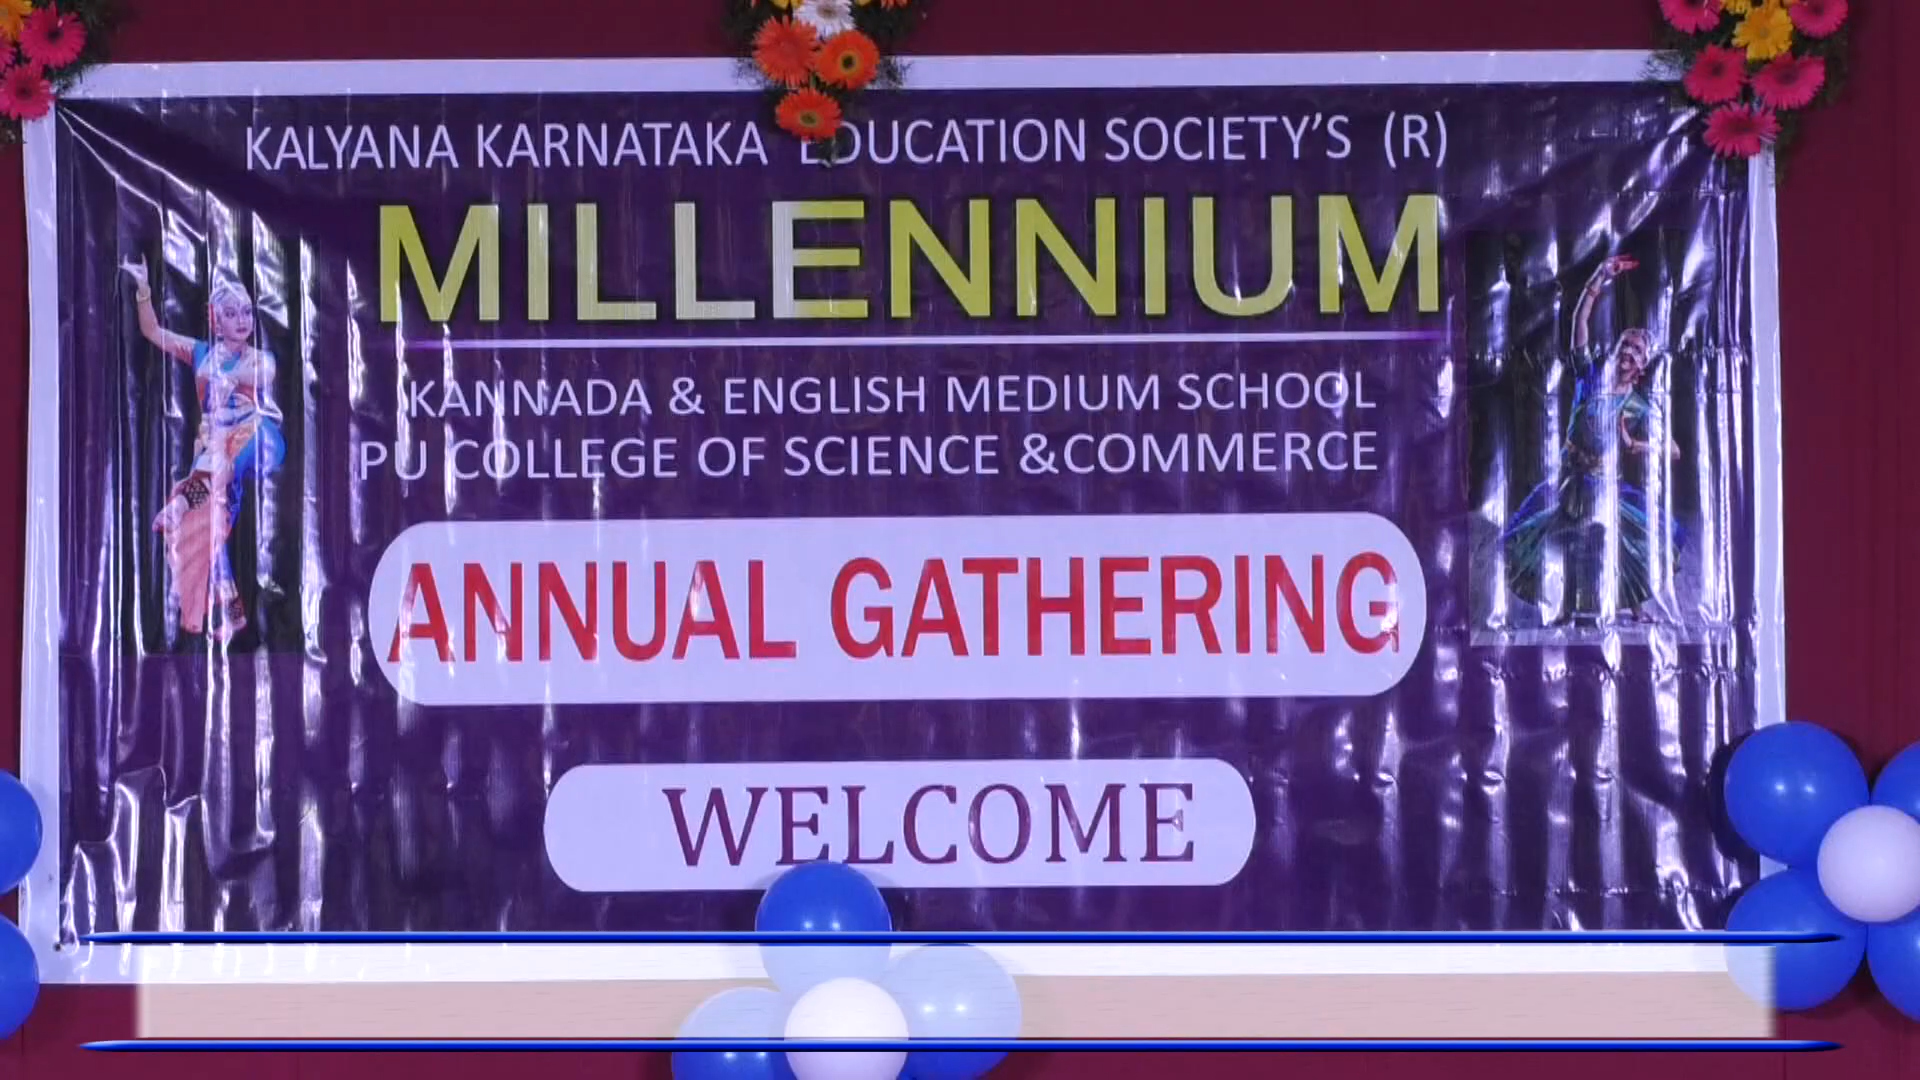 KALYANA KARNATAKA EDUCATION SOCIETY'S (R)
MILLENNIUM
KANNADA & ENGLISH MEDIUM SCHOOL
PU COLLEGE OF SCIENCE &COMMERCE
ANNUAL GATHERING
WELCOME